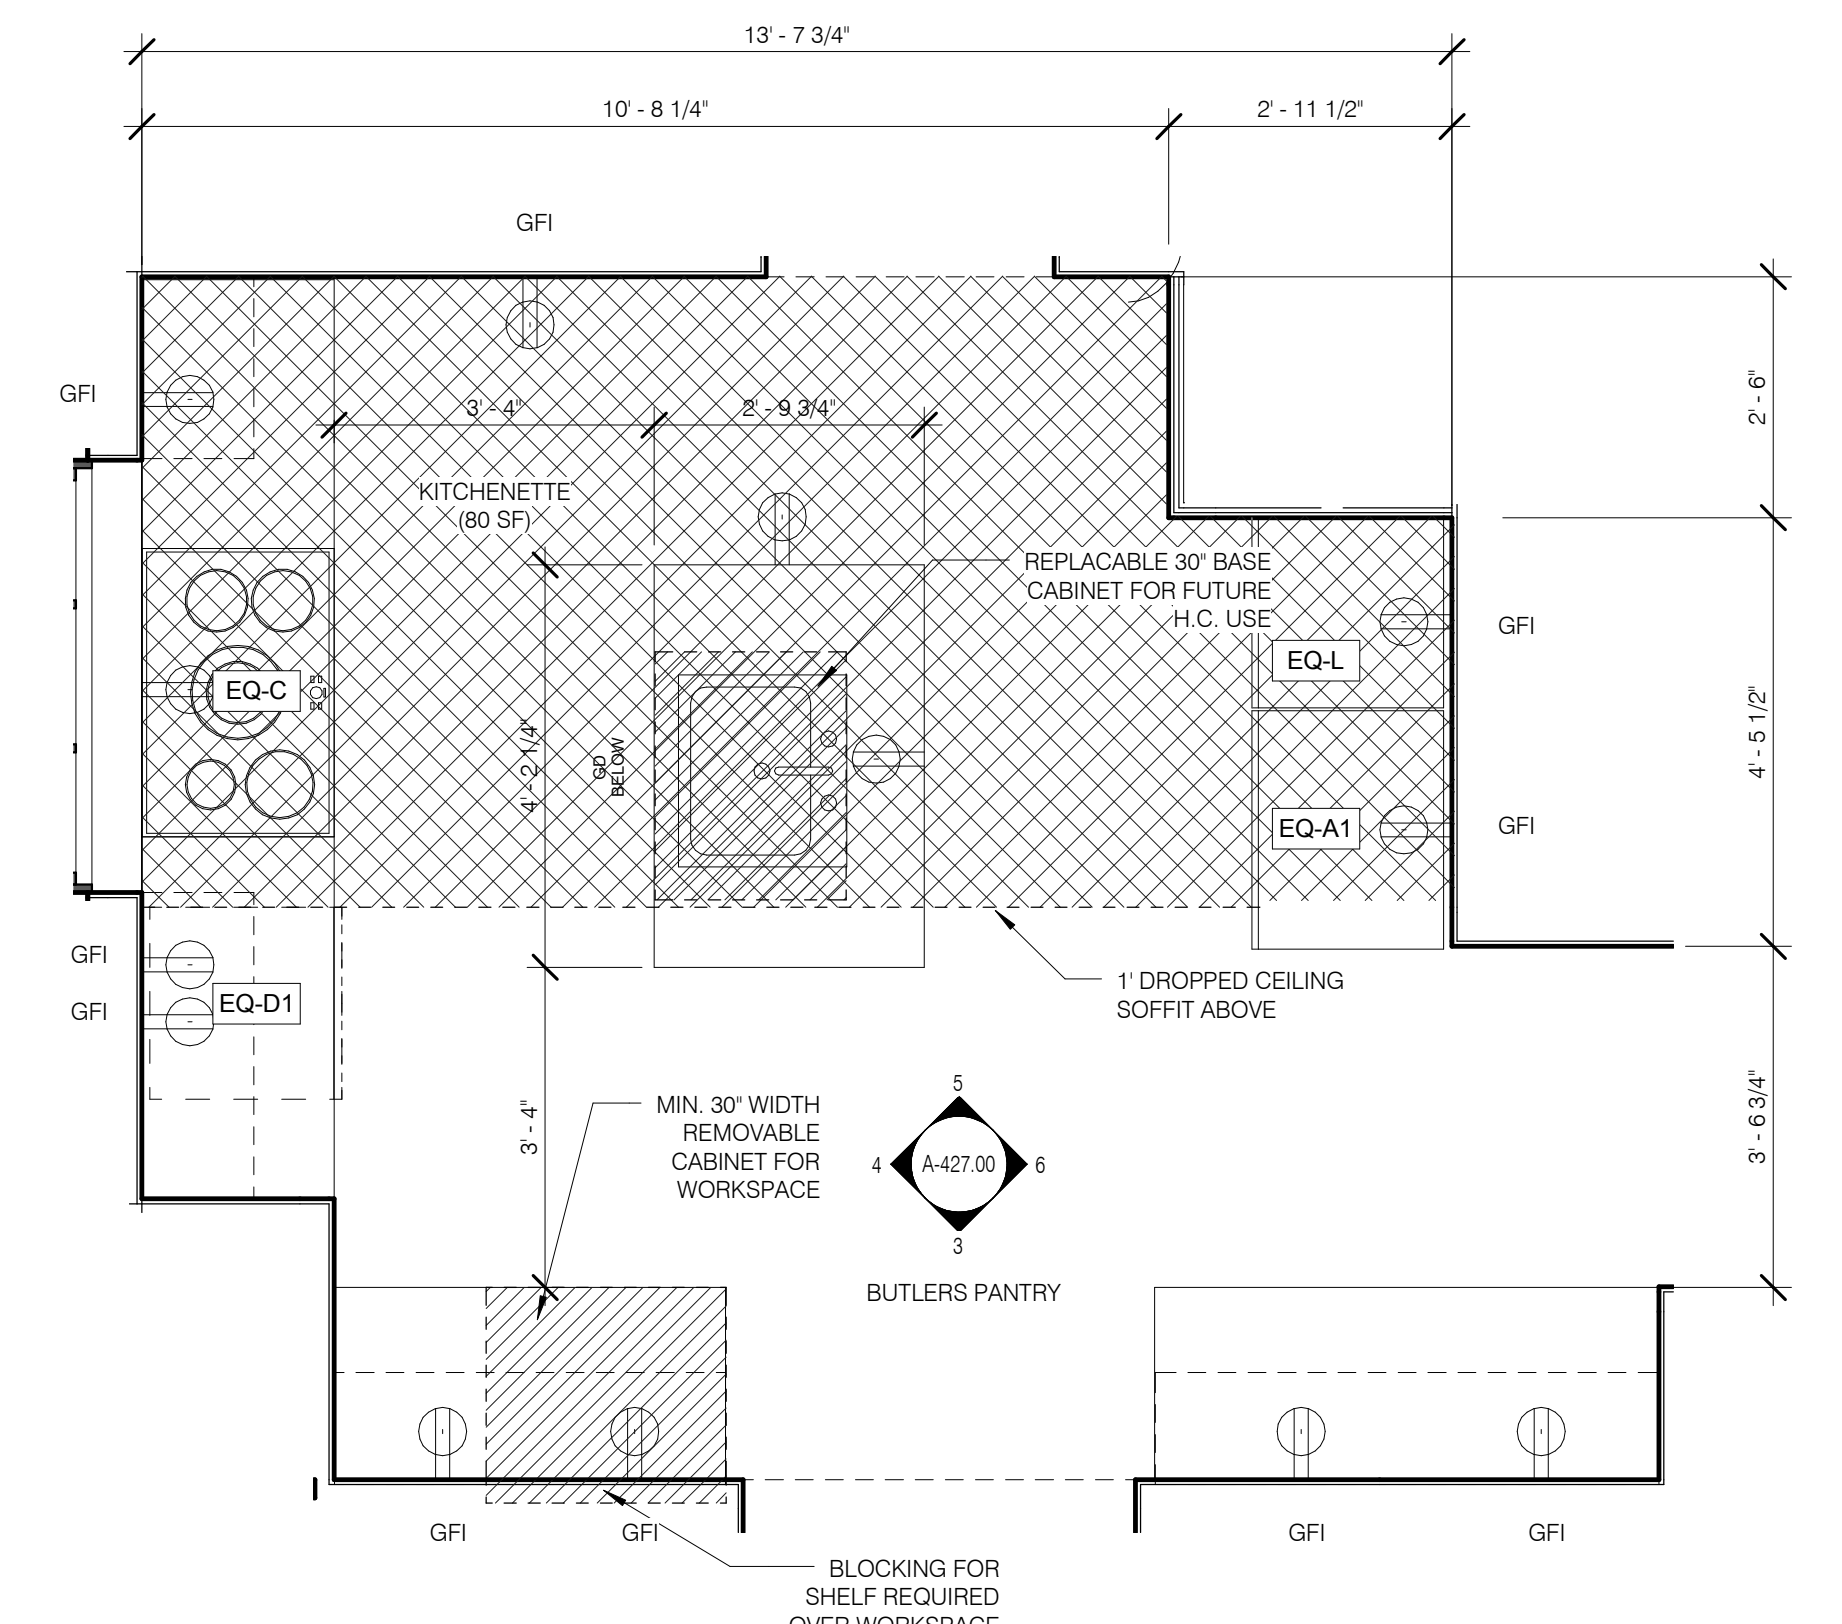 13' - 7 3/4"
10' - 8 1/4"
2' - 11 1/2"
GFI
GFI
2' - 6"
3' - 4"
2' - 9 3/4"
KITCHENETTE
(80 SF)
REPLACABLE 30" BASE
CABINET FOR FUTURE
H.C. USE
GFI
EQ-L
EQ-C
4' - 5 1/2"
4' - 2 1/4"
GD
BELOW
EQ-A1
GFI
GFI
1' DROPPED CEILING
SOFFIT ABOVE
EQ-D1
GFI
5
MIN. 30" WIDTH
REMOVABLE
CABINET FOR
WORKSPACE
3' - 4"
3' - 6 3/4"
4
A-427.00
6
3
BUTLERS PANTRY
GFI
GFI
GFI
GFI
BLOCKING FOR
SHELF REQUIRED
OVER WORKSPACE